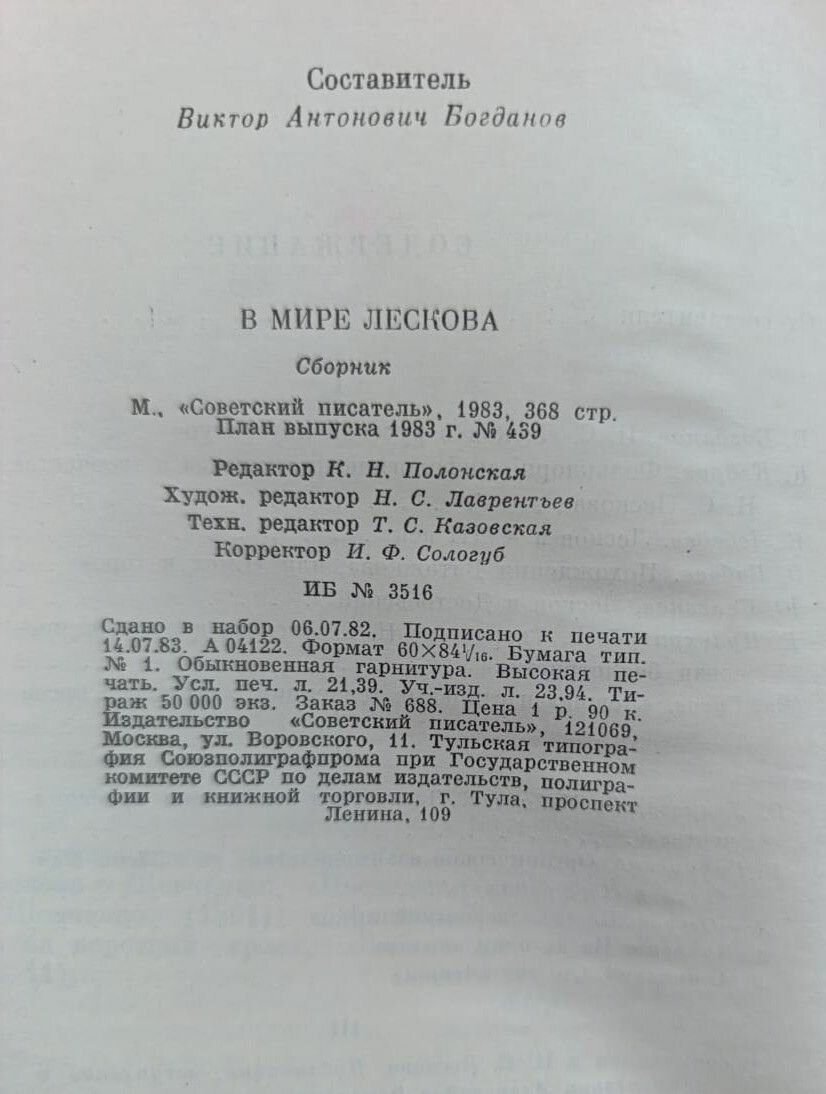 Составитель
Виктор Антонович Богданов
СОДЕРЖАНИЕ
В МИРЕ ЛЕСКОВА
Сборник
М., «Советский писатель», 1983, 368 стр.
План выпуска 1983 г. № 439
Редактор К. Н. Полонская
Худож. редактор Н. С. Лаврентьев
Техн. редактор Т. С. Казовская
Корректор И. Ф. Сологуб
ИБ № 3516
Сдано в набор 06.07.82. Подписано к печати
14.07.83. А 04122. Формат 60×84 1/16. Бумага тип.
№ 1. Обыкновенная гарнитура. Высокая пе-
чать. Усл. печ. л. 21,39. Уч.-изд. л. 23,94. Ти-
раж 50 000 экз. Заказ № 688. Цена 1 р. 90 к.
Издательство «Советский писатель», 121069,
Москва, ул. Воровского, 11. Тульская типогра-
фия Союзполиграфпрома при Государственном
комитете СССР по делам издательств, полигра-
фии и книжной торговли, г. Тула, проспект
Ленина, 109